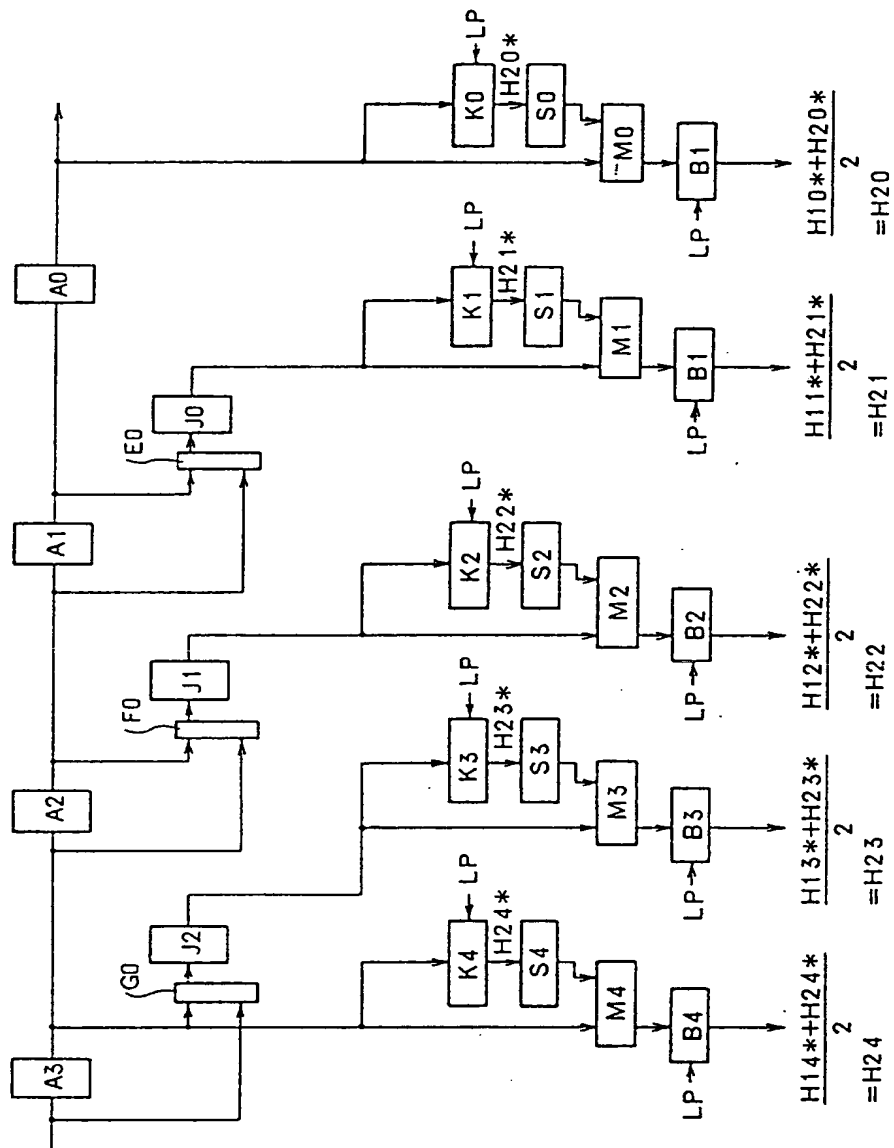 A3 A2 A1 A0
G0 F0 E0
J2 J1 J0
K4 LP K3 LP K2 LP K1 LP K0 LP
H24* H23* H22* H21* H20*
S4 S3 S2 S1 S0
M4 M3 M2 M1 M0
LP B4 LP B3 LP B2 LP B1 LP B1
H14*+H24* H13*+H23* H12*+H22* H11*+H21* H10*+H20*
2 2 2 2 2
=H24 =H23 =H22 =H21 =H20